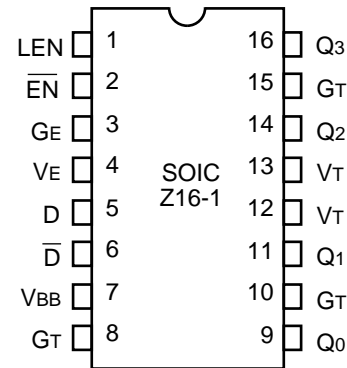 LEN 1 16 Q3
EN 2 15 GT
GE 3 14 Q2
VE 4 SOIC 13 VT
D 5 Z16-1 12 VT
D 6 11 Q1
VBB 7 10 GT
GT 8 9 Q0